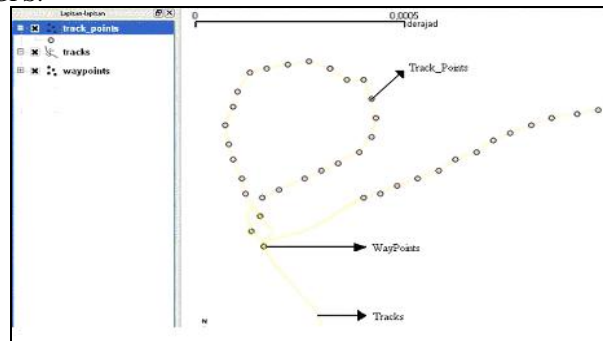 Lapisan-lapisan
track_points
tracks
waypoints
0 0,0005
derajad
Track_Points
WayPoints
Tracks
N